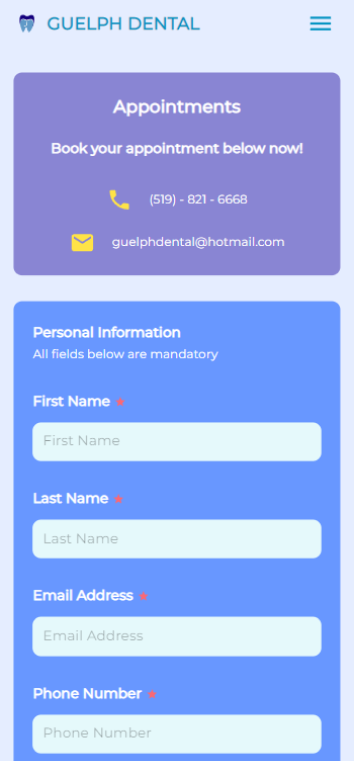 GUELPH DENTAL
Appointments
Book your appointment below now!
(519) - 821 - 6668
guelphdental@hotmail.com
Personal Information
All fields below are mandatory
First Name *
First Name
Last Name *
Last Name
Email Address *
Email Address
Phone Number *
Phone Number